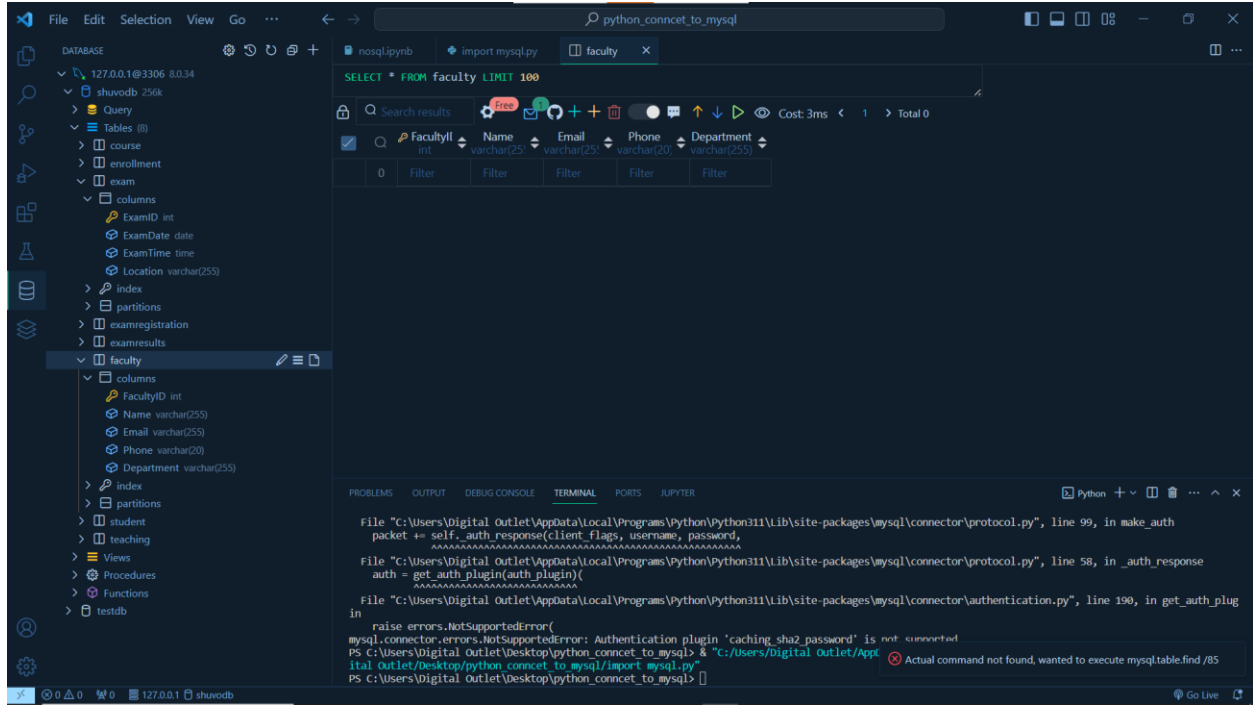 File Edit Selection View Go ···
python_conncet_to_mysql
DATABASE
127.0.0.1@3306 8.0.34
shuvodb 256k
Query
Tables (8)
course
enrollment
exam
columns
ExamID int
ExamDate date
ExamTime time
Location varchar(255)
index
partitions
examregistration
examresults
faculty
columns
FacultyID int
Name varchar(255)
Email varchar(255)
Phone varchar(20)
Department varchar(255)
index
partitions
student
teaching
Views
Procedures
Functions
testdb
nosql.ipynb import mysql.py faculty
SELECT * FROM faculty LIMIT 100
Search results Free 1 Cost: 3ms < 1 > Total 0
FacultyI Name Email Phone Department
int varchar(25 varchar(25 varchar(20) varchar(255)
0 Filter Filter Filter Filter Filter
PROBLEMS OUTPUT DEBUG CONSOLE TERMINAL PORTS JUPYTER Python
File "C:\Users\Digital Outlet\AppData\Local\Programs\Python\Python311\Lib\site-packages\mysql\connector\protocol.py", line 99, in make_auth
packet += self._auth_response(client_flags, username, password,
^^^^^^^^^^^^^^^^^^^^^^^^^^^^^^^^^^^^^^^^^^^^^^^^^^^^^
File "C:\Users\Digital Outlet\AppData\Local\Programs\Python\Python311\Lib\site-packages\mysql\connector\protocol.py", line 58, in _auth_response
auth = get_auth_plugin(auth_plugin)(
^^^^^^^^^^^^^^^^^^^^^^^^^^^^
File "C:\Users\Digital Outlet\AppData\Local\Programs\Python\Python311\Lib\site-packages\mysql\connector\authentication.py", line 190, in get_auth_plug
in
raise errors.NotSupportedError(
mysql.connector.errors.NotSupportedError: Authentication plugin 'caching_sha2_password' is not supported
PS C:\Users\Digital Outlet\Desktop\python_conncet_to_mysql> & "C:/Users/Digital Outlet/App
ital Outlet/Desktop/python_conncet_to_mysql/import mysql.py"
PS C:\Users\Digital Outlet\Desktop\python_conncet_to_mysql>
Actual command not found, wanted to execute mysql.table.find /85
0 0 0 127.0.0.1 shuvodb Go Live